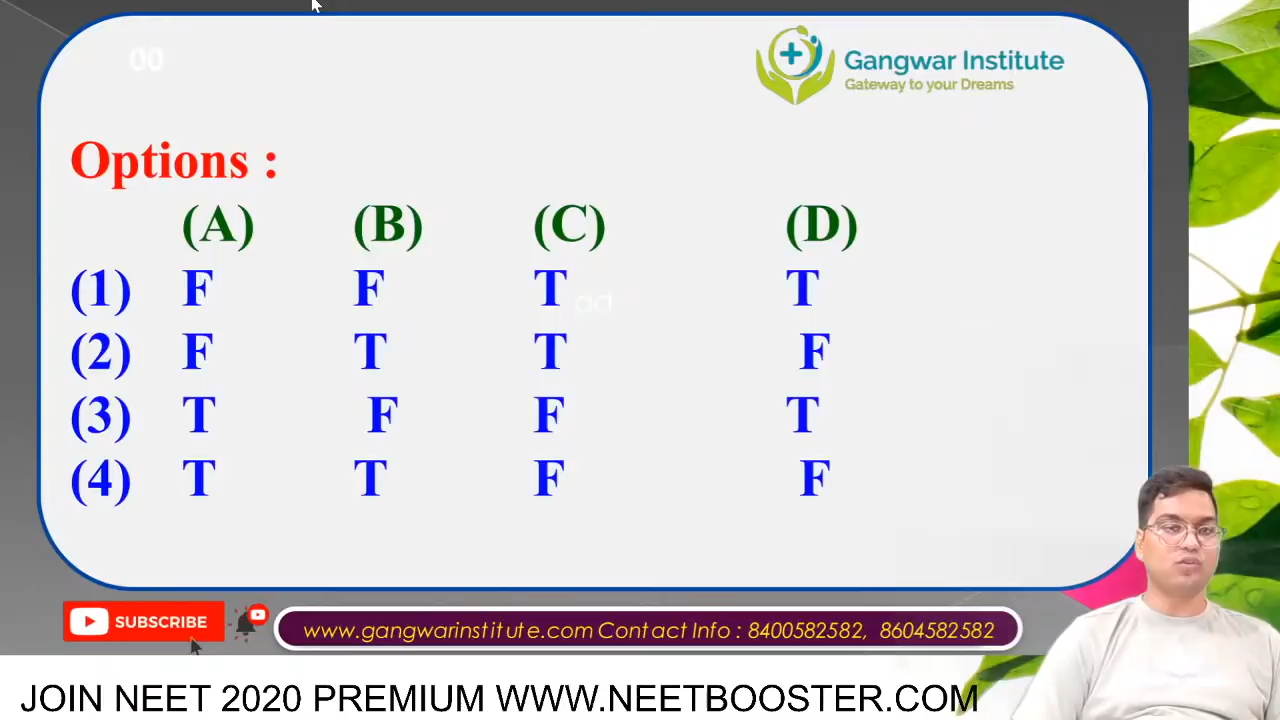 00
Gangwar Institute
Gateway to your Dreams
Options :
(A) (B) (C) (D)
(1) F F T T
(2) F T T F
(3) T F F T
(4) T T F F
SUBSCRIBE
www.gangwarinstitute.com Contact Info : 8400582582, 8604582582
JOIN NEET 2020 PREMIUM WWW.NEETBOOSTER.COM